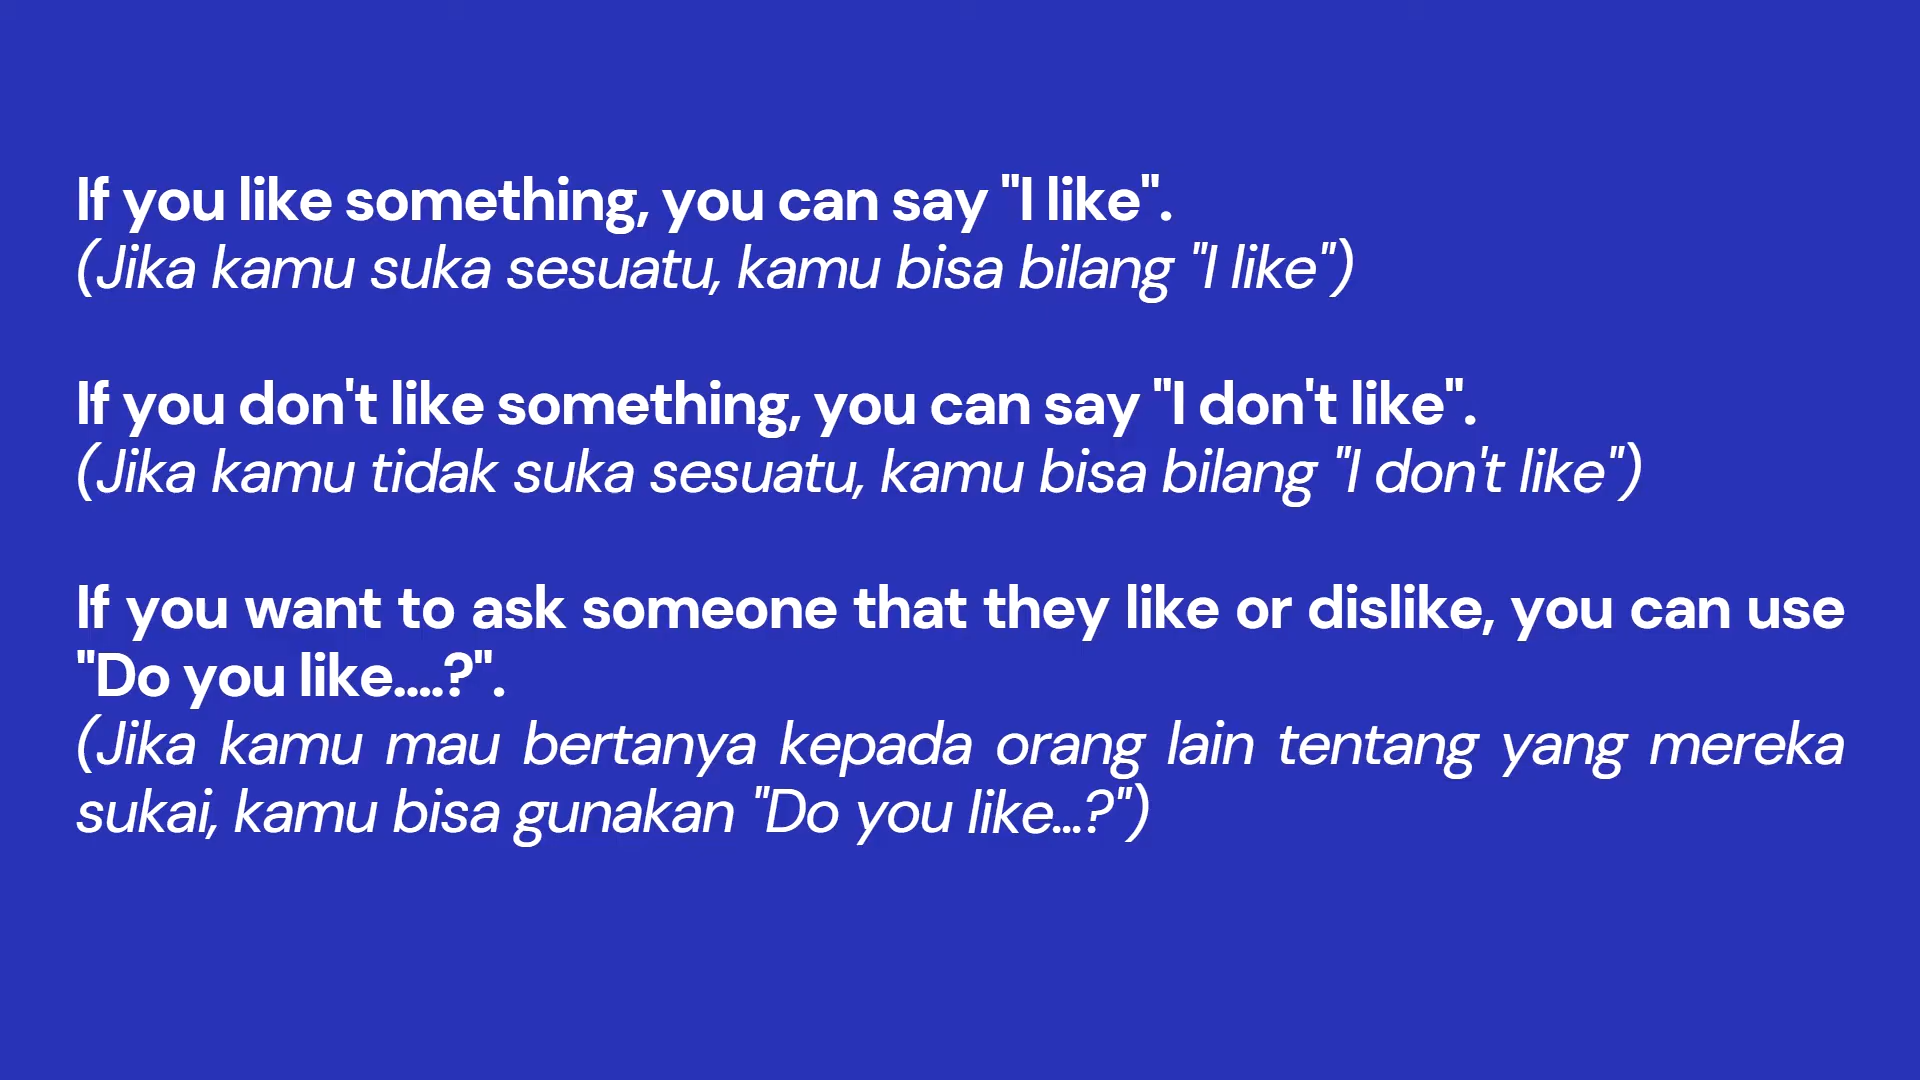 If you like something, you can say "I like".
(Jika kamu suka sesuatu, kamu bisa bilang "I like")
If you don't like something, you can say "I don't like".
(Jika kamu tidak suka sesuatu, kamu bisa bilang "I don't like")
If you want to ask someone that they like or dislike, you can use
"Do you like....?".
(Jika kamu mau bertanya kepada orang lain tentang yang mereka
sukai, kamu bisa gunakan "Do you like...?")